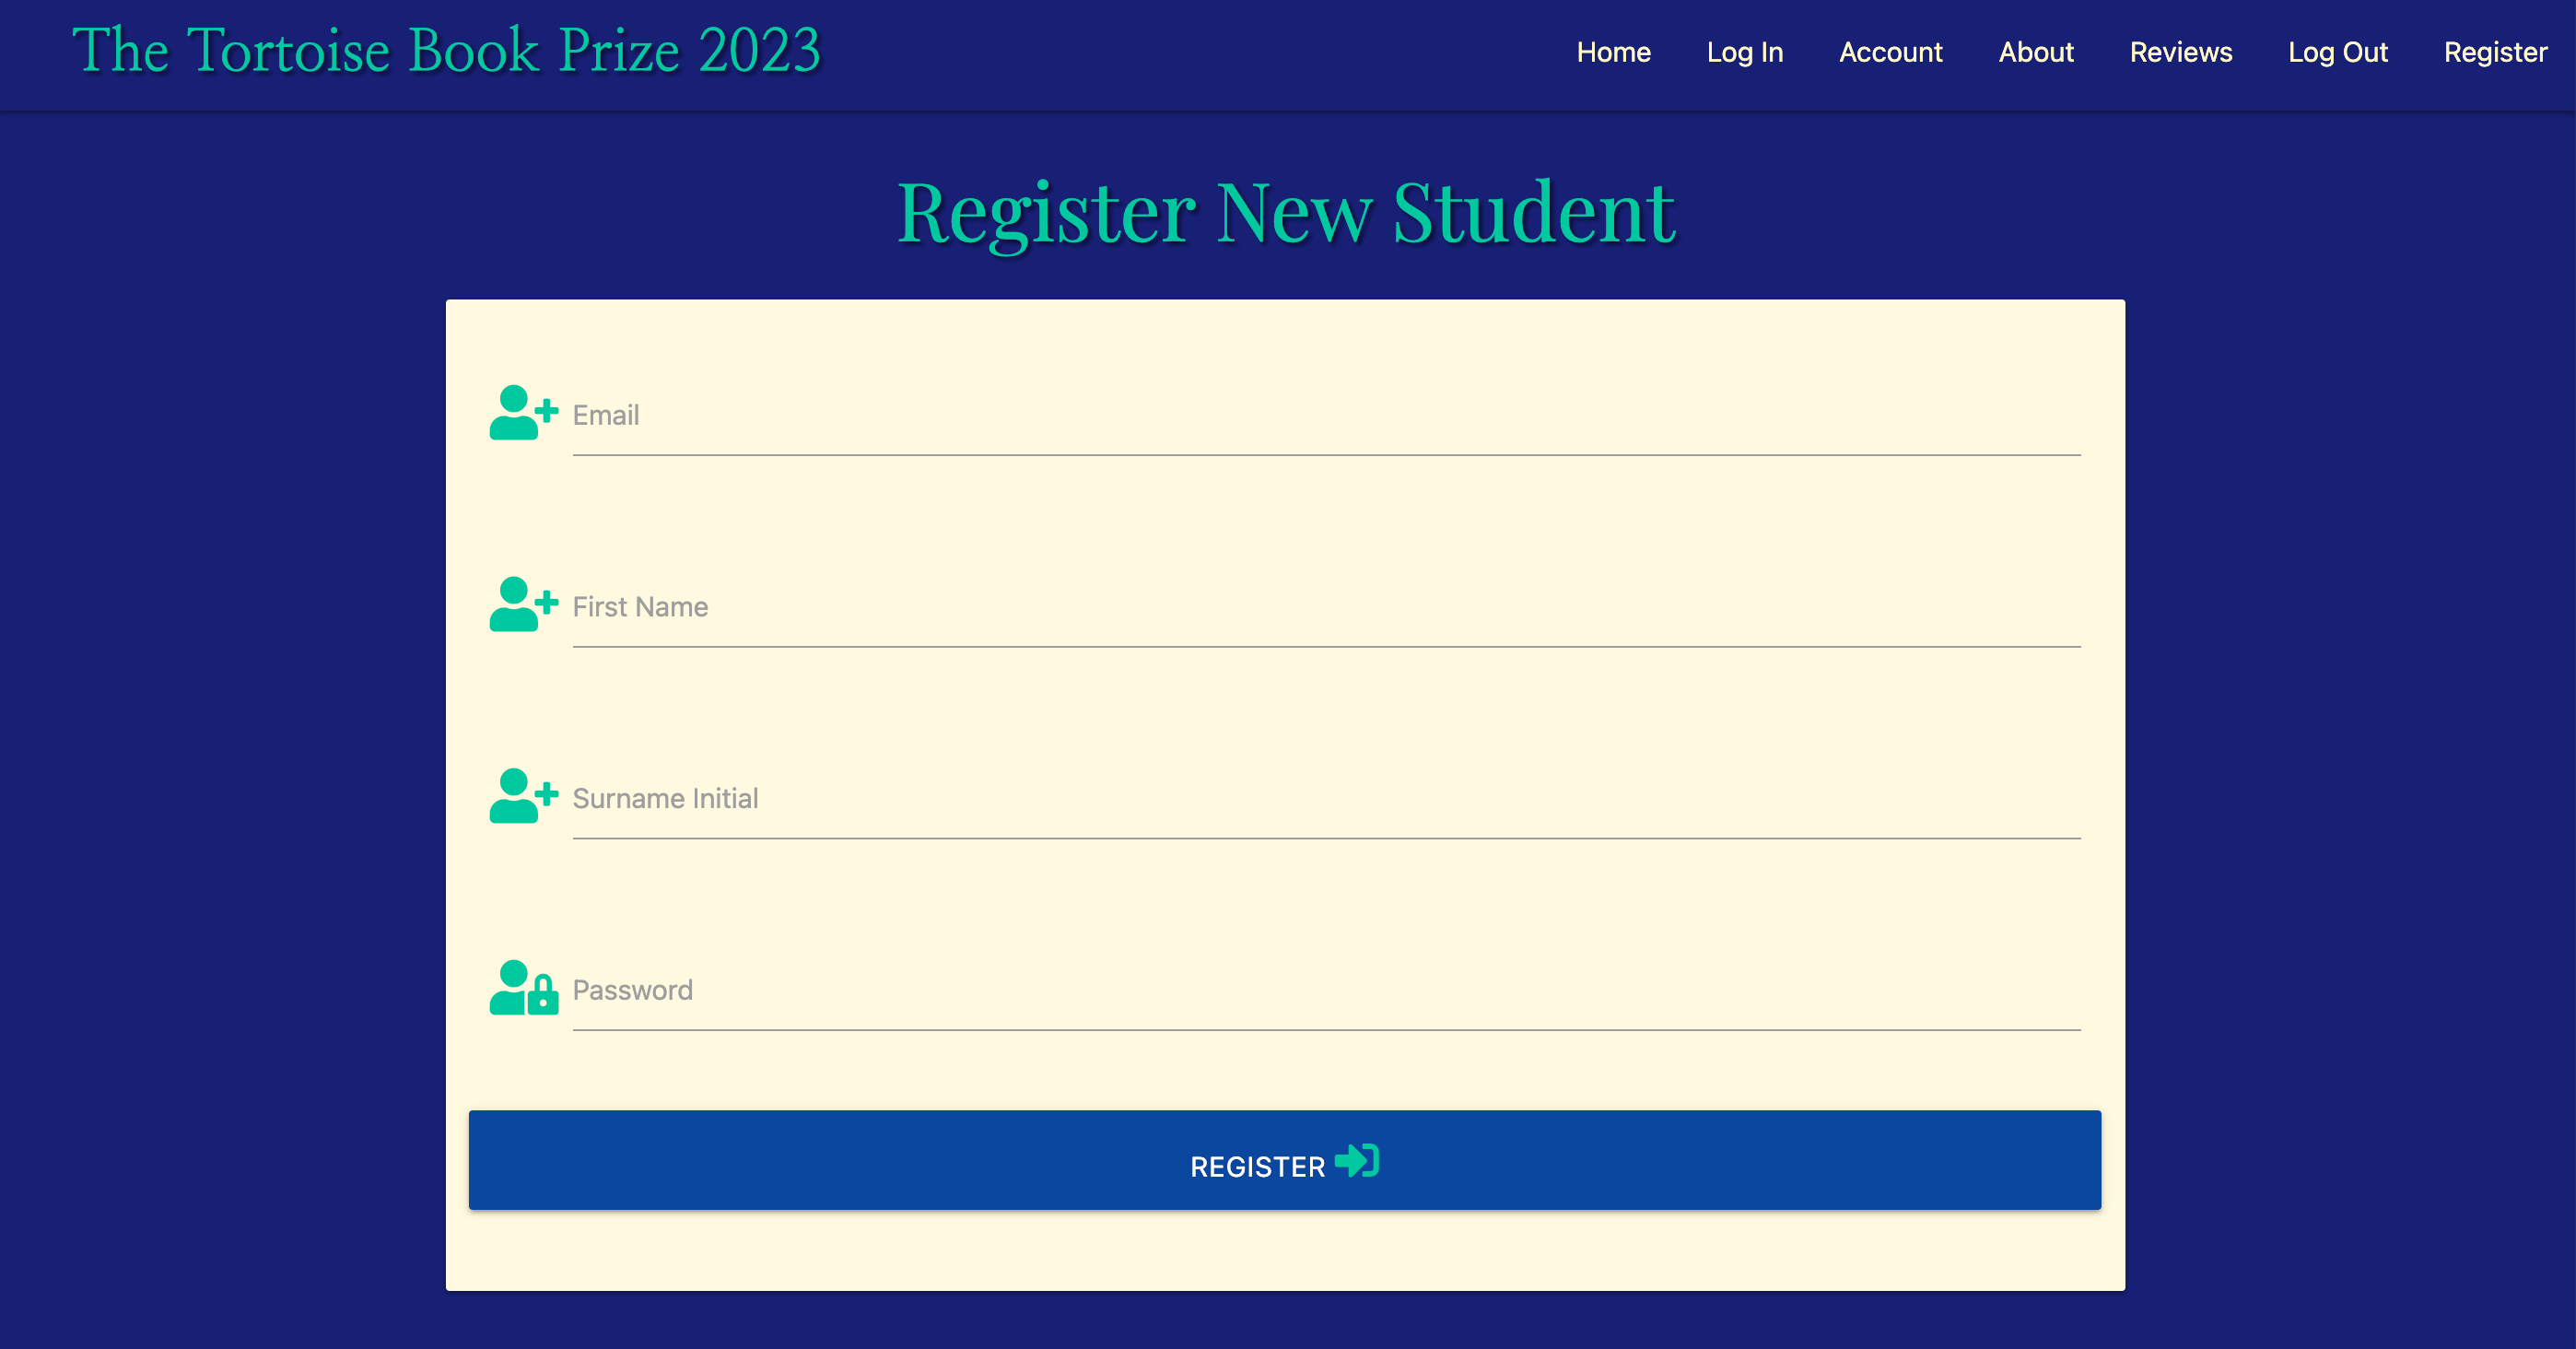 The Tortoise Book Prize 2023
Home Log In Account About Reviews Log Out Register
Register New Student
Email
First Name
Surname Initial
Password
REGISTER